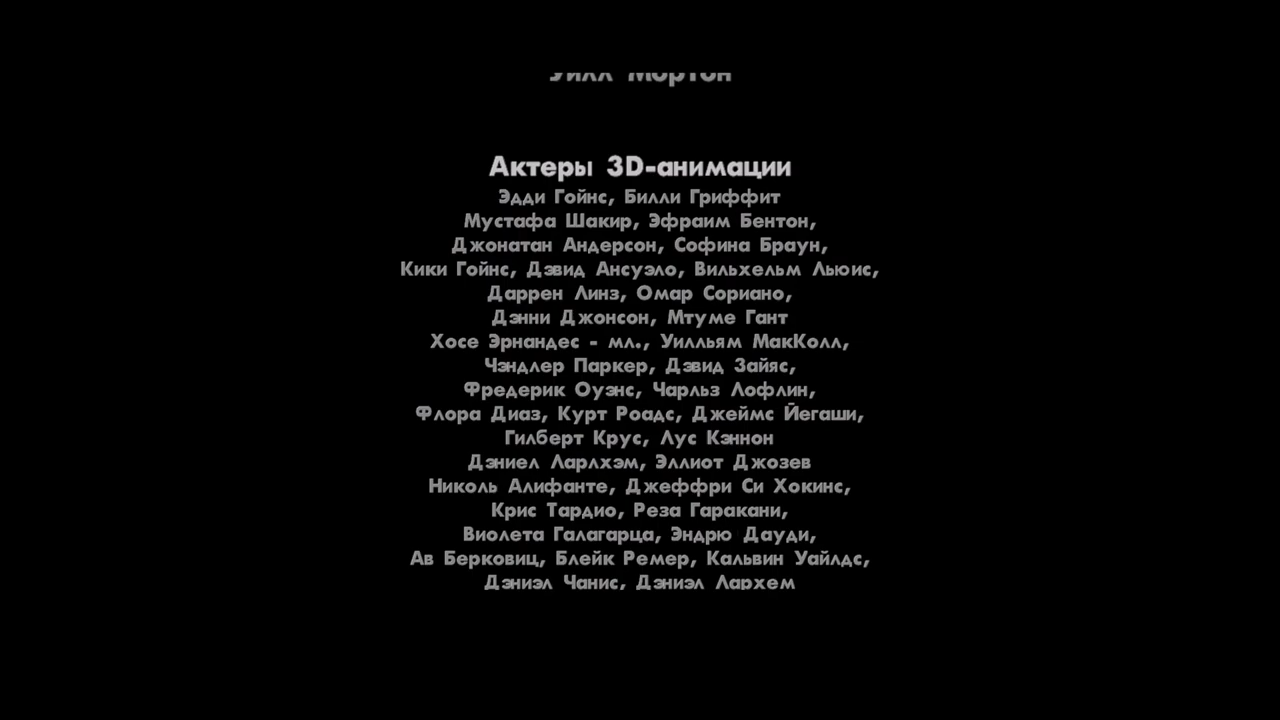 Уилл Мортон
Актеры 3D-анимации
Эдди Гойнс, Билли Гриффит
Мустафа Шакир, Эфраим Бентон,
Джонатан Андерсон, Софина Браун,
Кики Гойнс, Дэвид Ансуэло, Вильхельм Льюис,
Даррен Линз, Омар Сориано,
Дэнни Джонсон, Мтуме Гант
Хосе Эрнандес - мл., Уилльям МакКолл,
Чэндлер Паркер, Дэвид Зайяс,
Фредерик Оуэнс, Чарльз Лофлин,
Флора Диаз, Курт Роадс, Джеймс Йегаши,
Гилберт Крус, Лус Кэннон
Дэниел Ларлхэм, Эллиот Джозев
Николь Алифанте, Джеффри Си Хокинс,
Крис Тардио, Реза Гаракани,
Виолета Галагарца, Эндрю Дауди,
Ав Берковиц, Блейк Ремер, Кальвин Уайлдс,
Дэниэл Чанис, Дэниэл Лархем